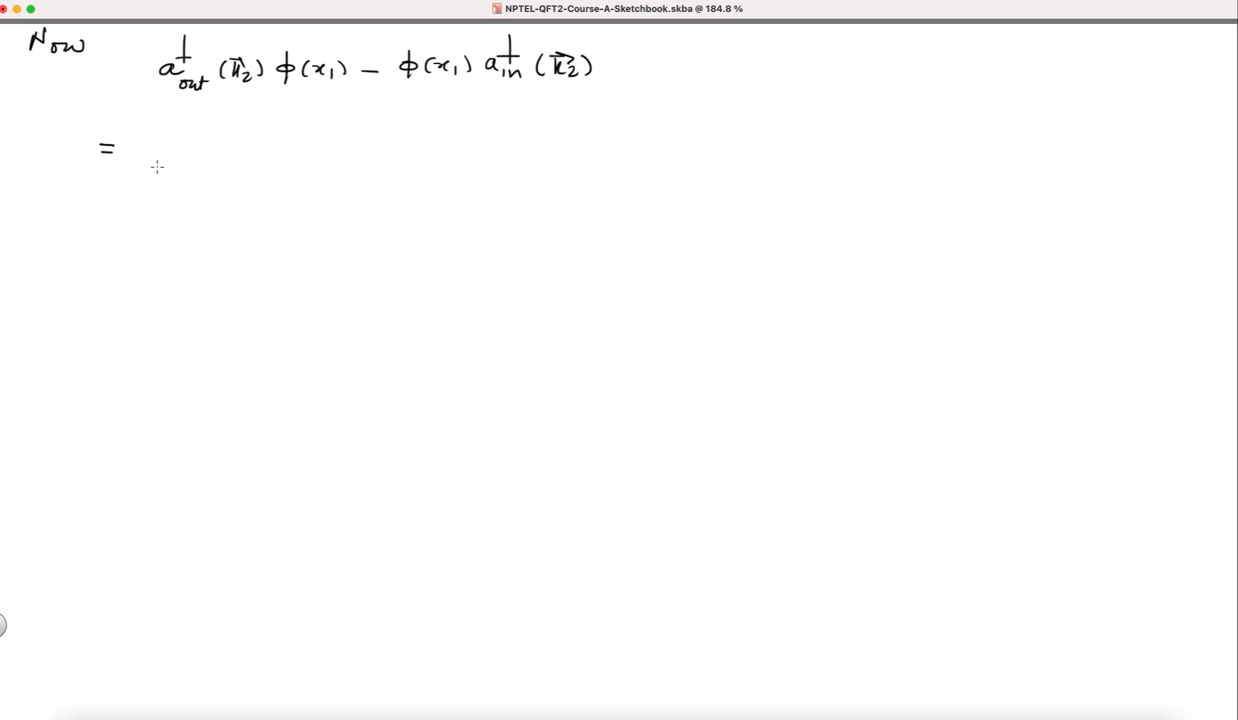 NPTEL-QFT2-Course-A-Sketchbook.skba @ 184.8 %
Now a†out (k⃗2) ϕ(x1) − ϕ(x1) a†in (k⃗2)
=